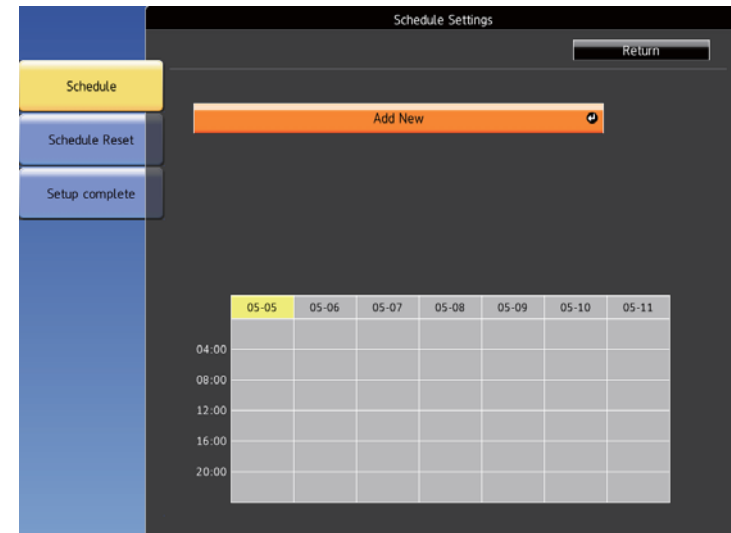 Schedule Settings
Return
Schedule
Schedule Reset
Setup complete
Add New
05-05 05-06 05-07 05-08 05-09 05-10 05-11
04:00
08:00
12:00
16:00
20:00